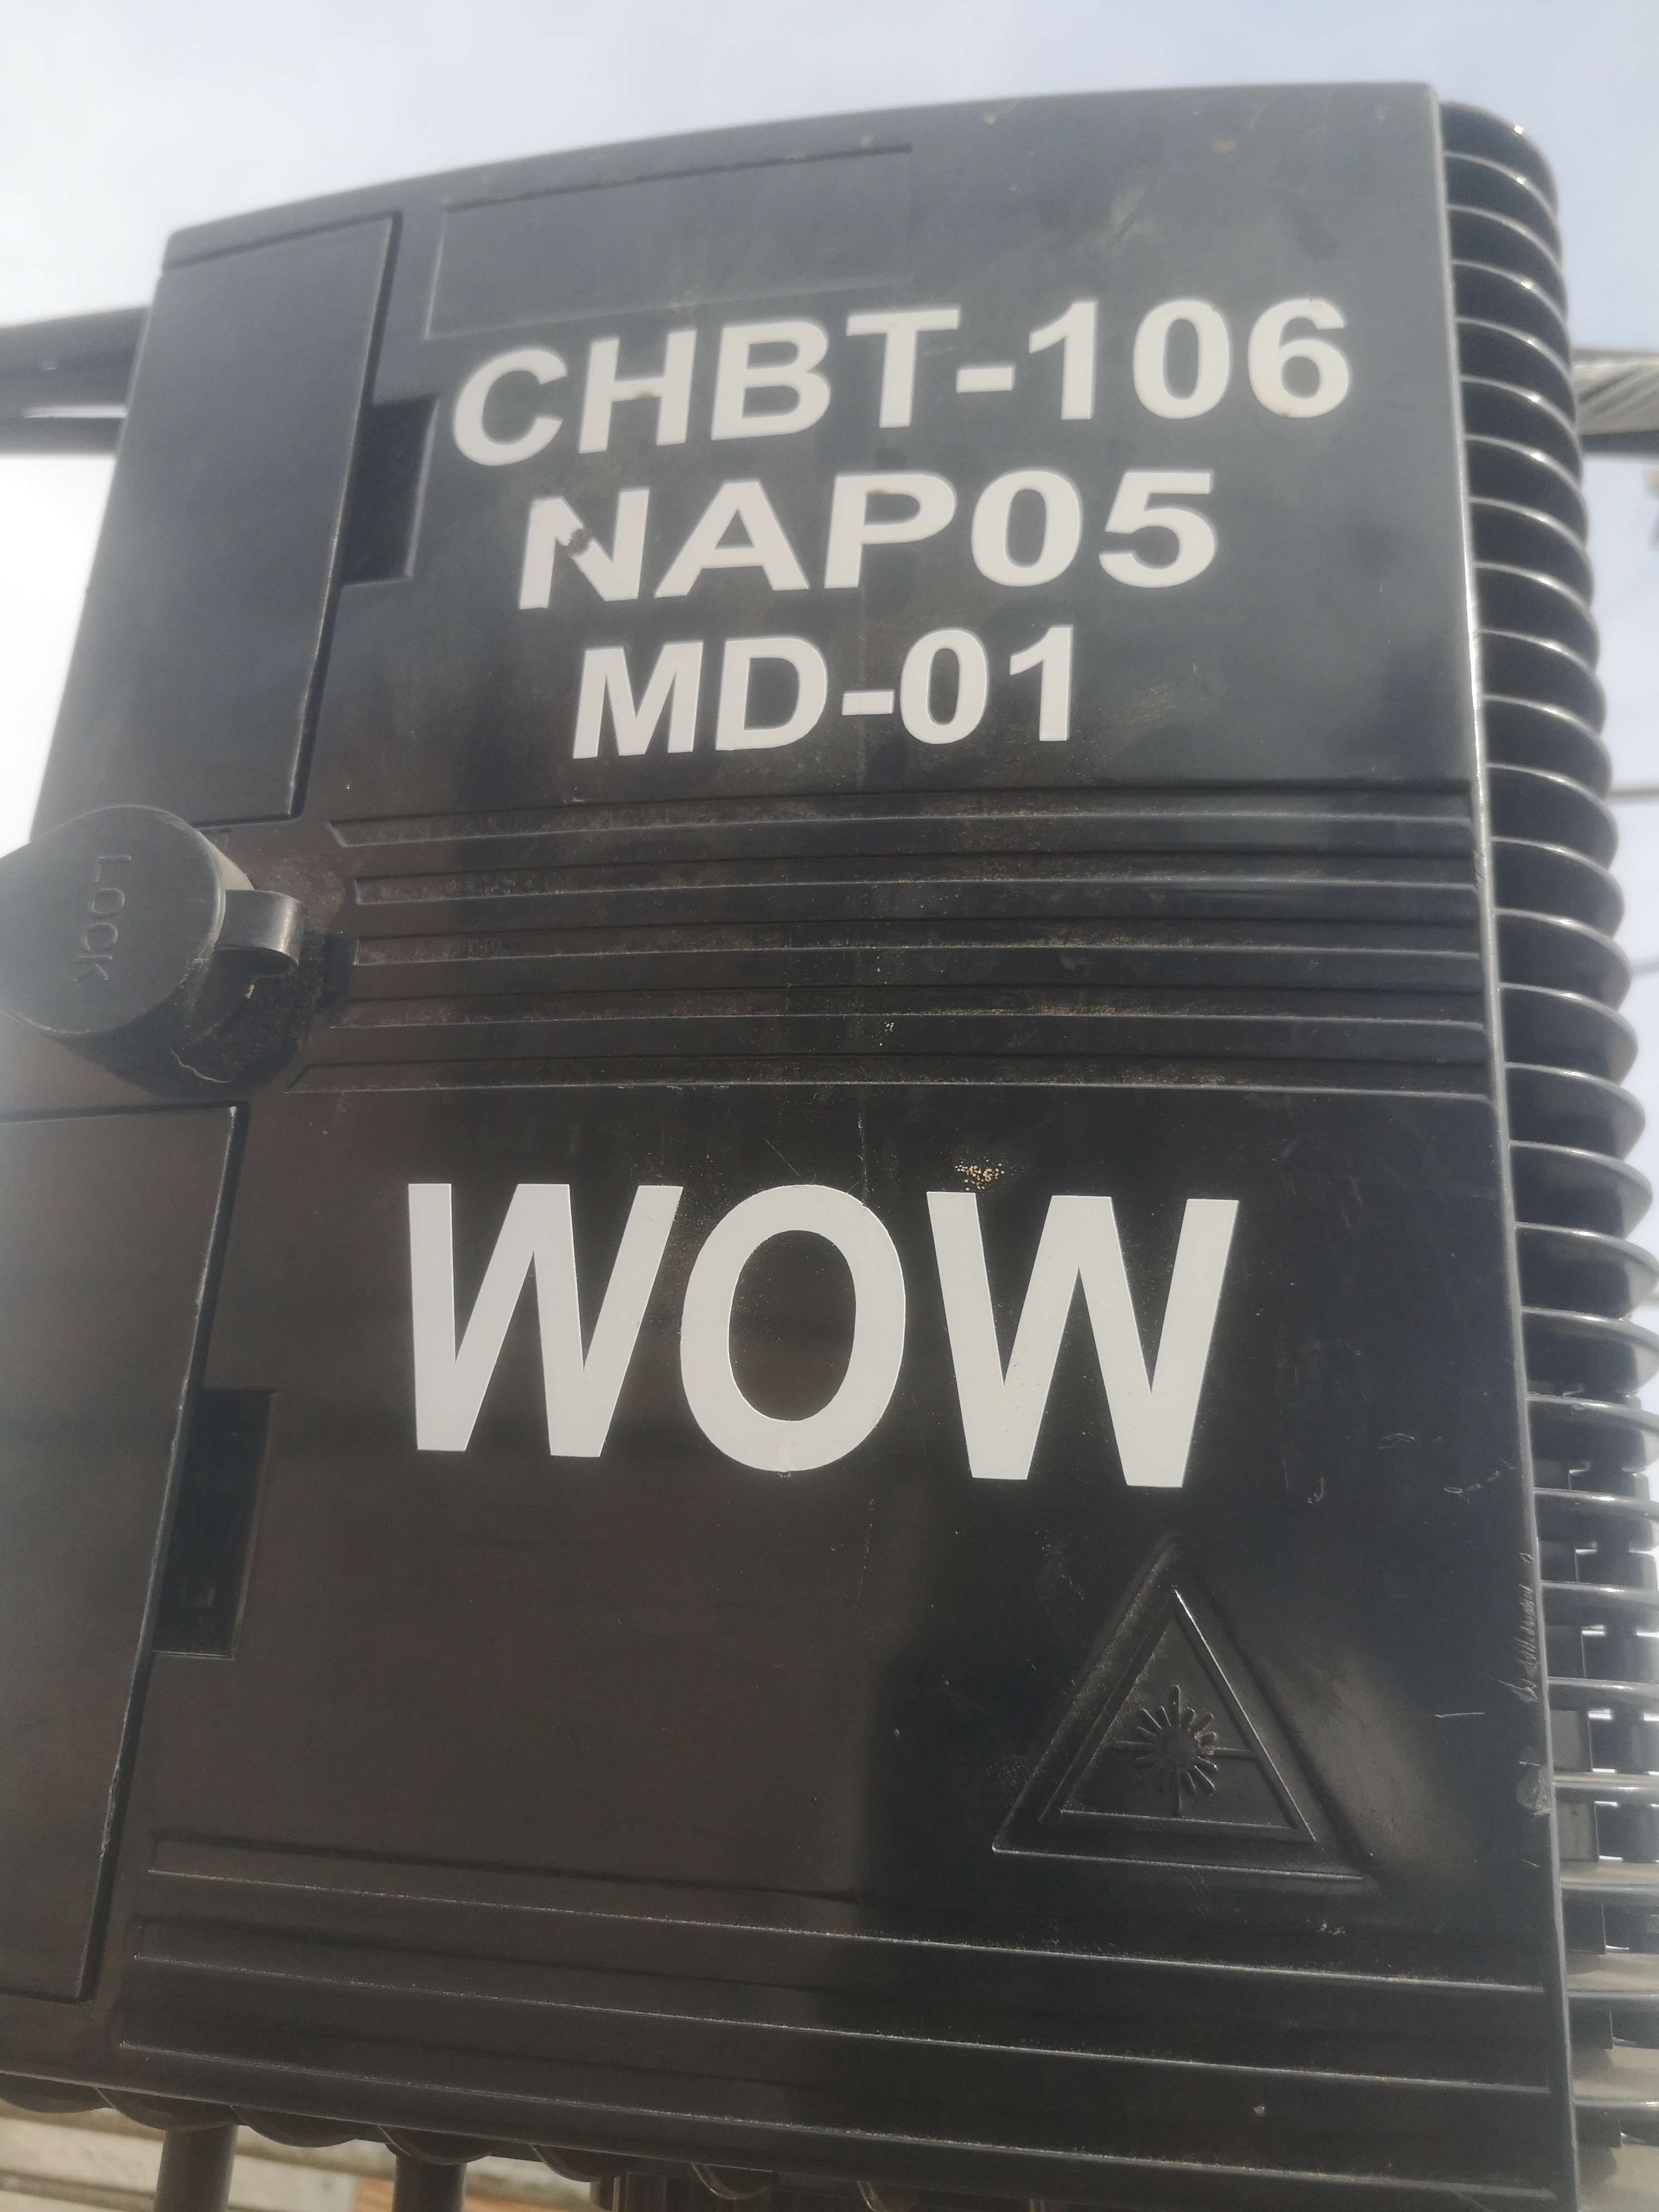 CHBT-106
NAP05
MD-01
LOCK
WOW